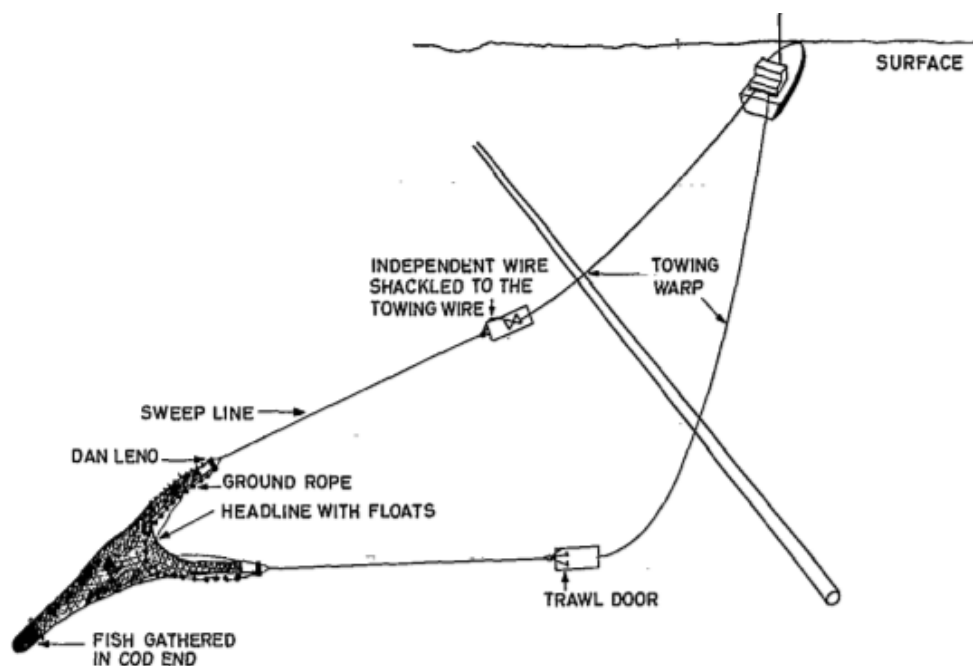 SURFACE
INDEPENDENT WIRE
SHACKLED TO THE
TOWING WIRE
TOWING
WARP
SWEEP LINE
DAN LENO
GROUND ROPE
HEADLINE WITH FLOATS
TRAWL DOOR
FISH GATHERED
IN COD END